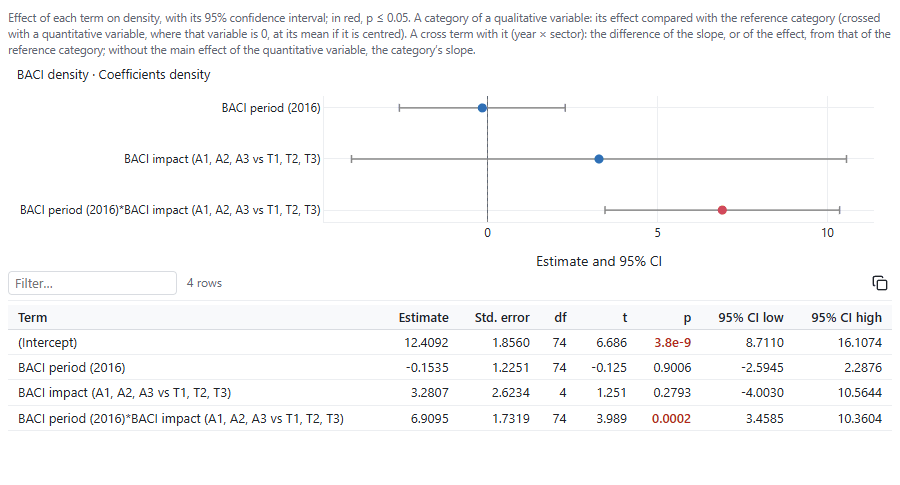 Effect of each term on density, with its 95% confidence interval; in red, p ≤ 0.05. A category of a qualitative variable: its effect compared with the reference category (crossed
with a quantitative variable, where that variable is 0, at its mean if it is centred). A cross term with it (year × sector): the difference of the slope, or of the effect, from that of the
reference category; without the main effect of the quantitative variable, the category's slope.
BACI density · Coefficients density
BACI period (2016)
BACI impact (A1, A2, A3 vs T1, T2, T3)
BACI period (2016)*BACI impact (A1, A2, A3 vs T1, T2, T3)
0 5 10
Estimate and 95% CI
Filter... 4 rows
Term Estimate Std. error df t p 95% CI low 95% CI high
(Intercept) 12.4092 1.8560 74 6.686 3.8e-9 8.7110 16.1074
BACI period (2016) -0.1535 1.2251 74 -0.125 0.9006 -2.5945 2.2876
BACI impact (A1, A2, A3 vs T1, T2, T3) 3.2807 2.6234 4 1.251 0.2793 -4.0030 10.5644
BACI period (2016)*BACI impact (A1, A2, A3 vs T1, T2, T3) 6.9095 1.7319 74 3.989 0.0002 3.4585 10.3604